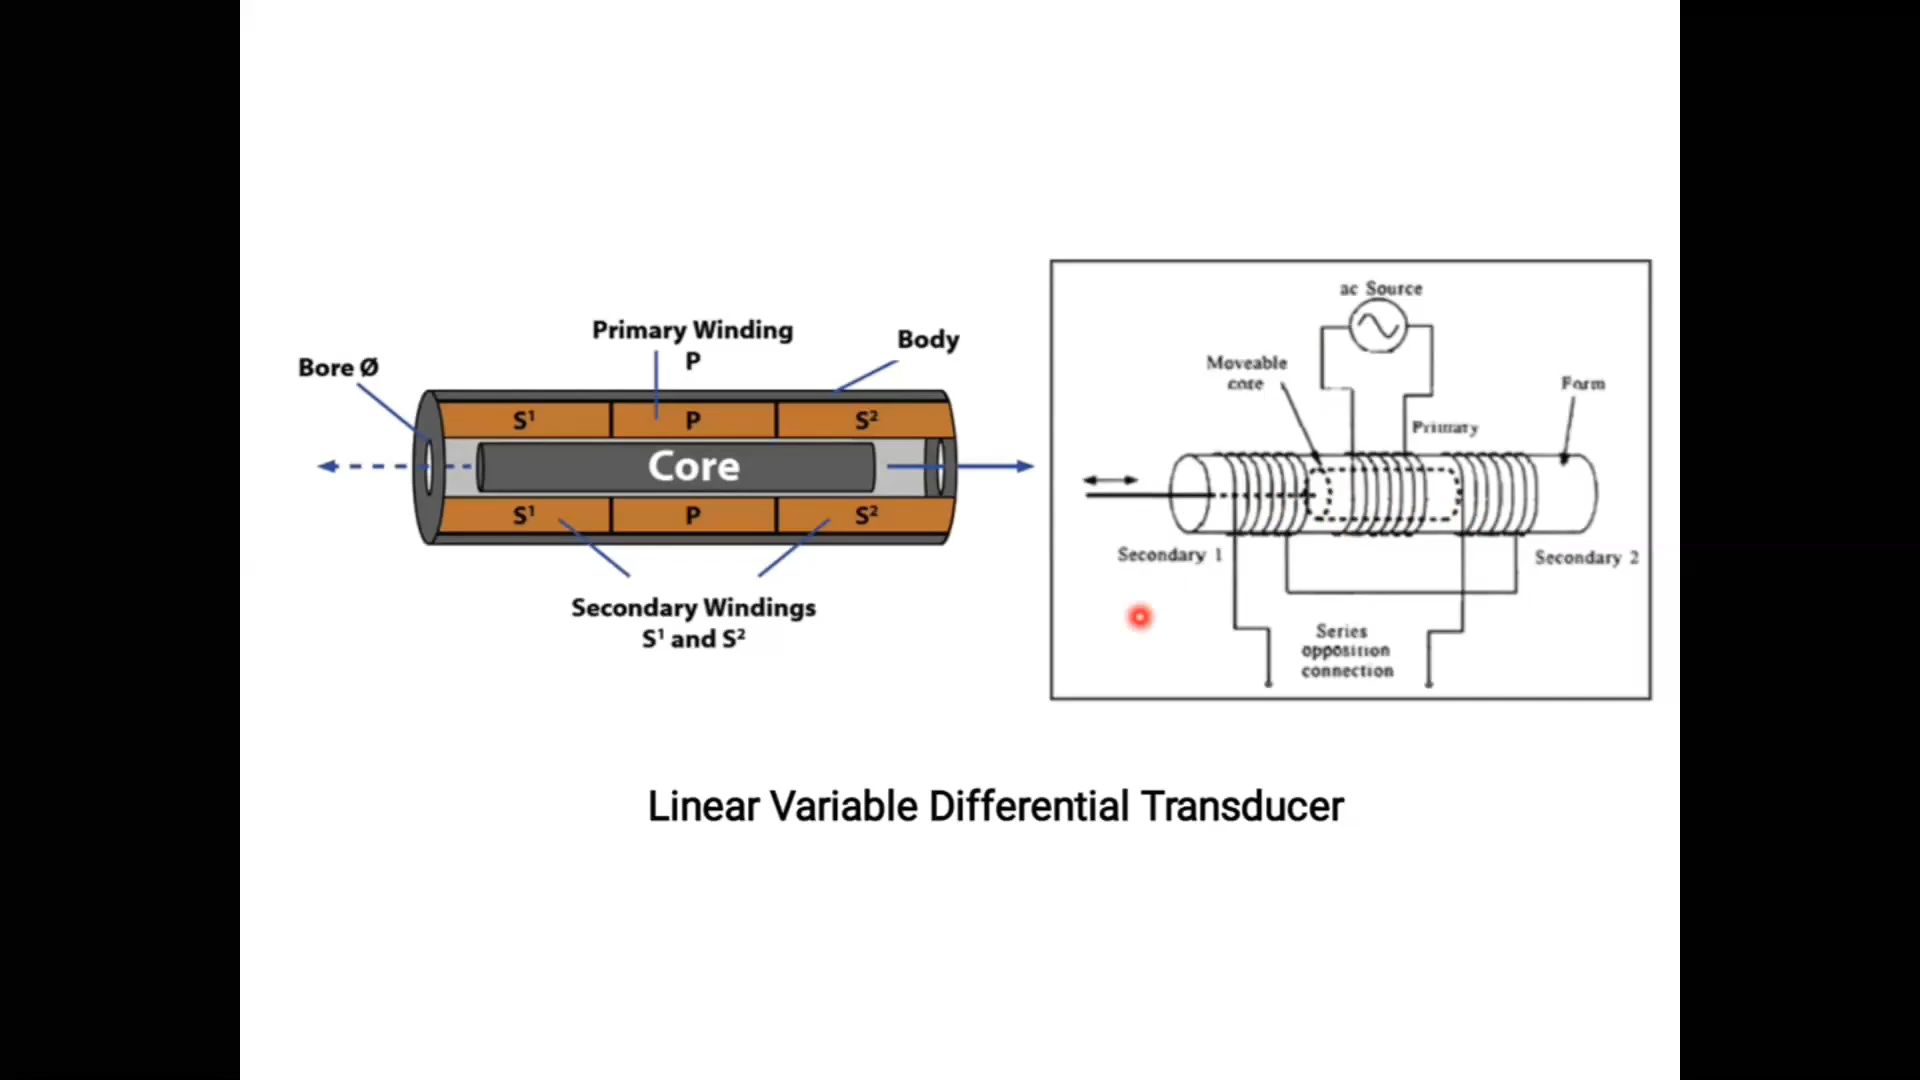 Primary Winding
P
Body
Bore Ø
S¹
P
S²
Core
S¹
P
S²
Secondary Windings
S¹ and S²
ac Source
Moveable
core
Form
Primary
Secondary 1
Secondary 2
Series
opposition
connection
Linear Variable Differential Transducer